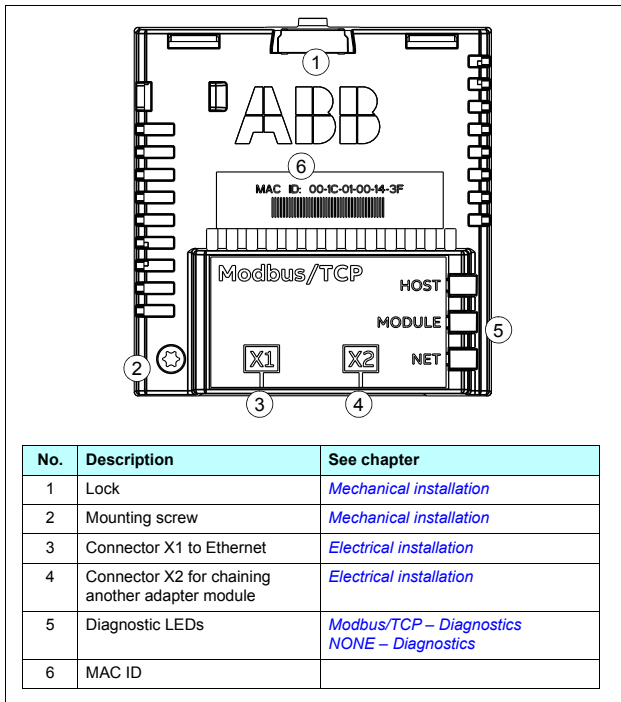 1
ABB
6
MAC ID: 00-1C-01-00-14-3F
Modbus/TCP
HOST
MODULE
5
2
X1
X2
NET
3
4
No. Description See chapter
1 Lock Mechanical installation
2 Mounting screw Mechanical installation
3 Connector X1 to Ethernet Electrical installation
4 Connector X2 for chaining Electrical installation
another adapter module
5 Diagnostic LEDs Modbus/TCP – Diagnostics
NONE – Diagnostics
6 MAC ID